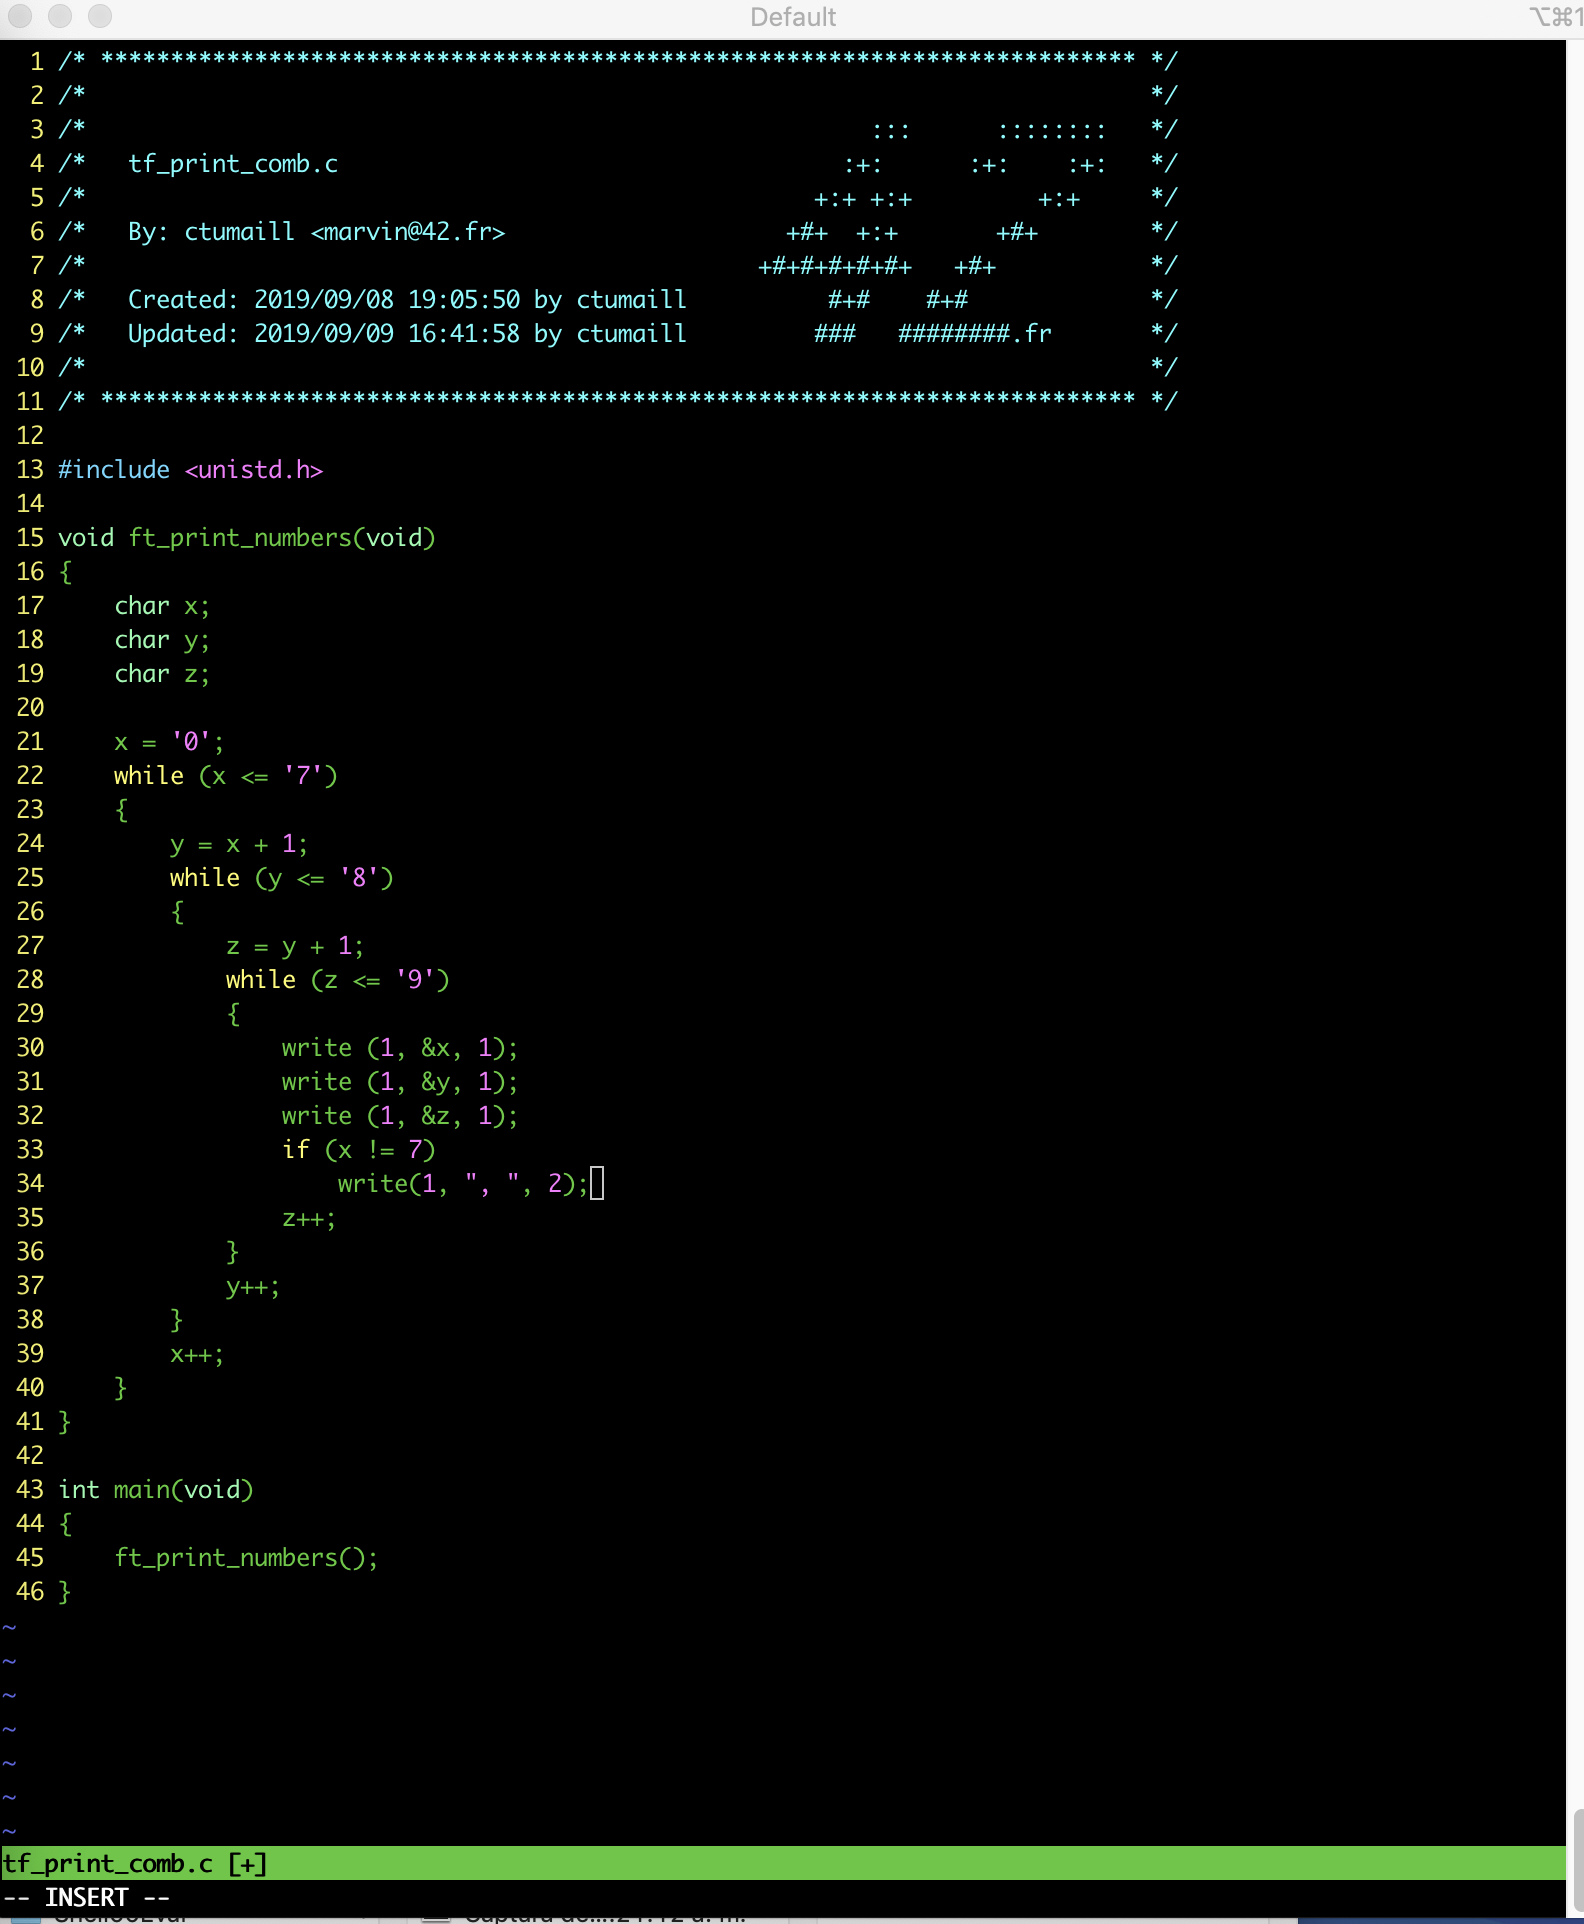 Default ⌥⌘1
1 /* ************************************************************************** */
2 /*                                                                            */
3 /*                                                        :::      ::::::::   */
4 /*   tf_print_comb.c                                    :+:      :+:    :+:   */
5 /*                                                    +:+ +:+         +:+     */
6 /*   By: ctumaill <marvin@42.fr>                    +#+  +:+       +#+        */
7 /*                                                +#+#+#+#+#+   +#+           */
8 /*   Created: 2019/09/08 19:05:50 by ctumaill          #+#    #+#             */
9 /*   Updated: 2019/09/09 16:41:58 by ctumaill         ###   ########.fr       */
10 /*                                                                            */
11 /* ************************************************************************** */
12
13 #include <unistd.h>
14
15 void ft_print_numbers(void)
16 {
17     char x;
18     char y;
19     char z;
20
21     x = '0';
22     while (x <= '7')
23     {
24         y = x + 1;
25         while (y <= '8')
26         {
27             z = y + 1;
28             while (z <= '9')
29             {
30                 write (1, &x, 1);
31                 write (1, &y, 1);
32                 write (1, &z, 1);
33                 if (x != 7)
34                     write(1, ", ", 2);
35                 z++;
36             }
37             y++;
38         }
39         x++;
40     }
41 }
42
43 int main(void)
44 {
45     ft_print_numbers();
46 }
~
~
~
~
~
~
~
tf_print_comb.c [+]
-- INSERT --